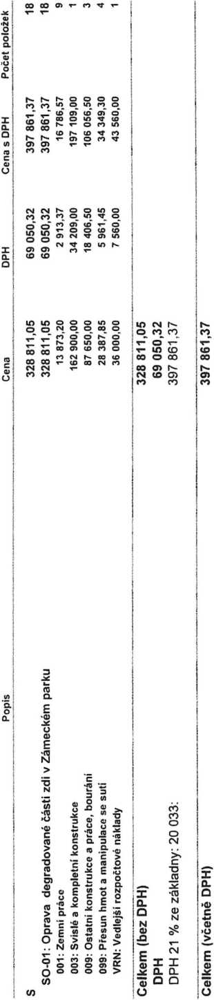 Popis Cena DPH Cena s DPH Počet položek
S 328 811,05 69 050,32 397 861,37 18
SO-01: Oprava degradované části zdi v Zámeckém parku 328 811,05 69 050,32 397 861,37 18
001: Zemní práce 13 873,20 2 913,37 16 786,57 9
003: Svislé a kompletní konstrukce 162 900,00 34 209,00 197 109,00 1
009: Ostatní konstrukce a práce, bourání 87 650,00 18 406,50 106 056,50 3
099: Přesun hmot a manipulace se sutí 28 387,85 5 961,45 34 349,30 4
VRN: Vedlejší rozpočtové náklady 36 000,00 7 560,00 43 560,00 1
Celkem (bez DPH) 328 811,05
DPH 69 050,32
DPH 21 % ze základny: 20 033: 397 861,37
Celkem (včetně DPH) 397 861,37